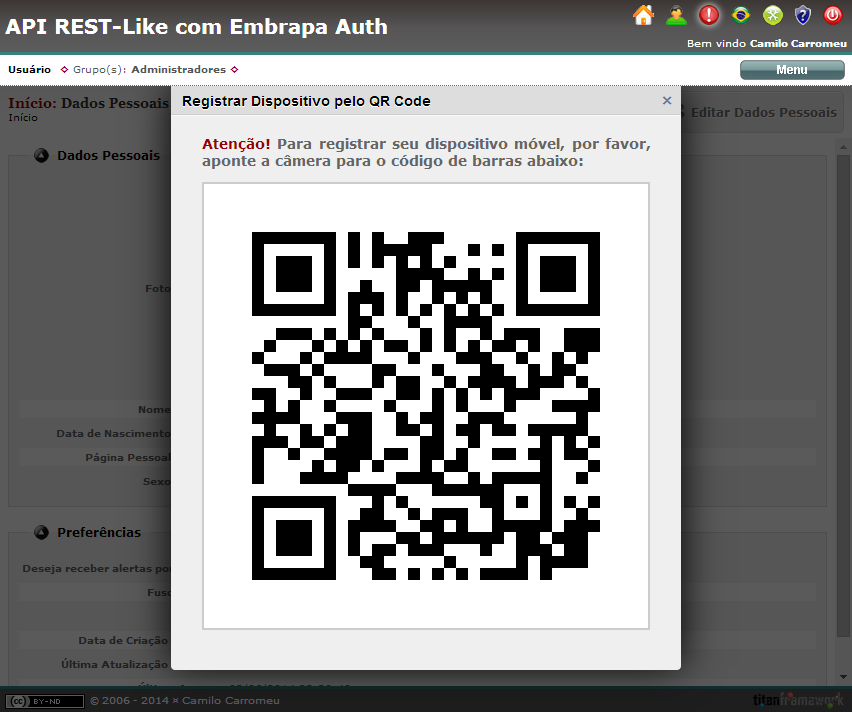 API REST-Like com Embrapa Auth
Bem vindo Camilo Carromeu
Usuário Grupo(s): Administradores
Menu
Início: Dados Pessoais
Início
Editar Dados Pessoais
Registrar Dispositivo pelo QR Code ×
Atenção! Para registrar seu dispositivo móvel, por favor,
aponte a câmera para o código de barras abaixo:
Dados Pessoais
Foto
Nome
Data de Nascimento
Página Pessoal
Sexo
Preferências
Deseja receber alertas po
Fuso
Data de Criação
Última Atualização
cc BY-ND © 2006 - 2014 × Camilo Carromeu
titanframework